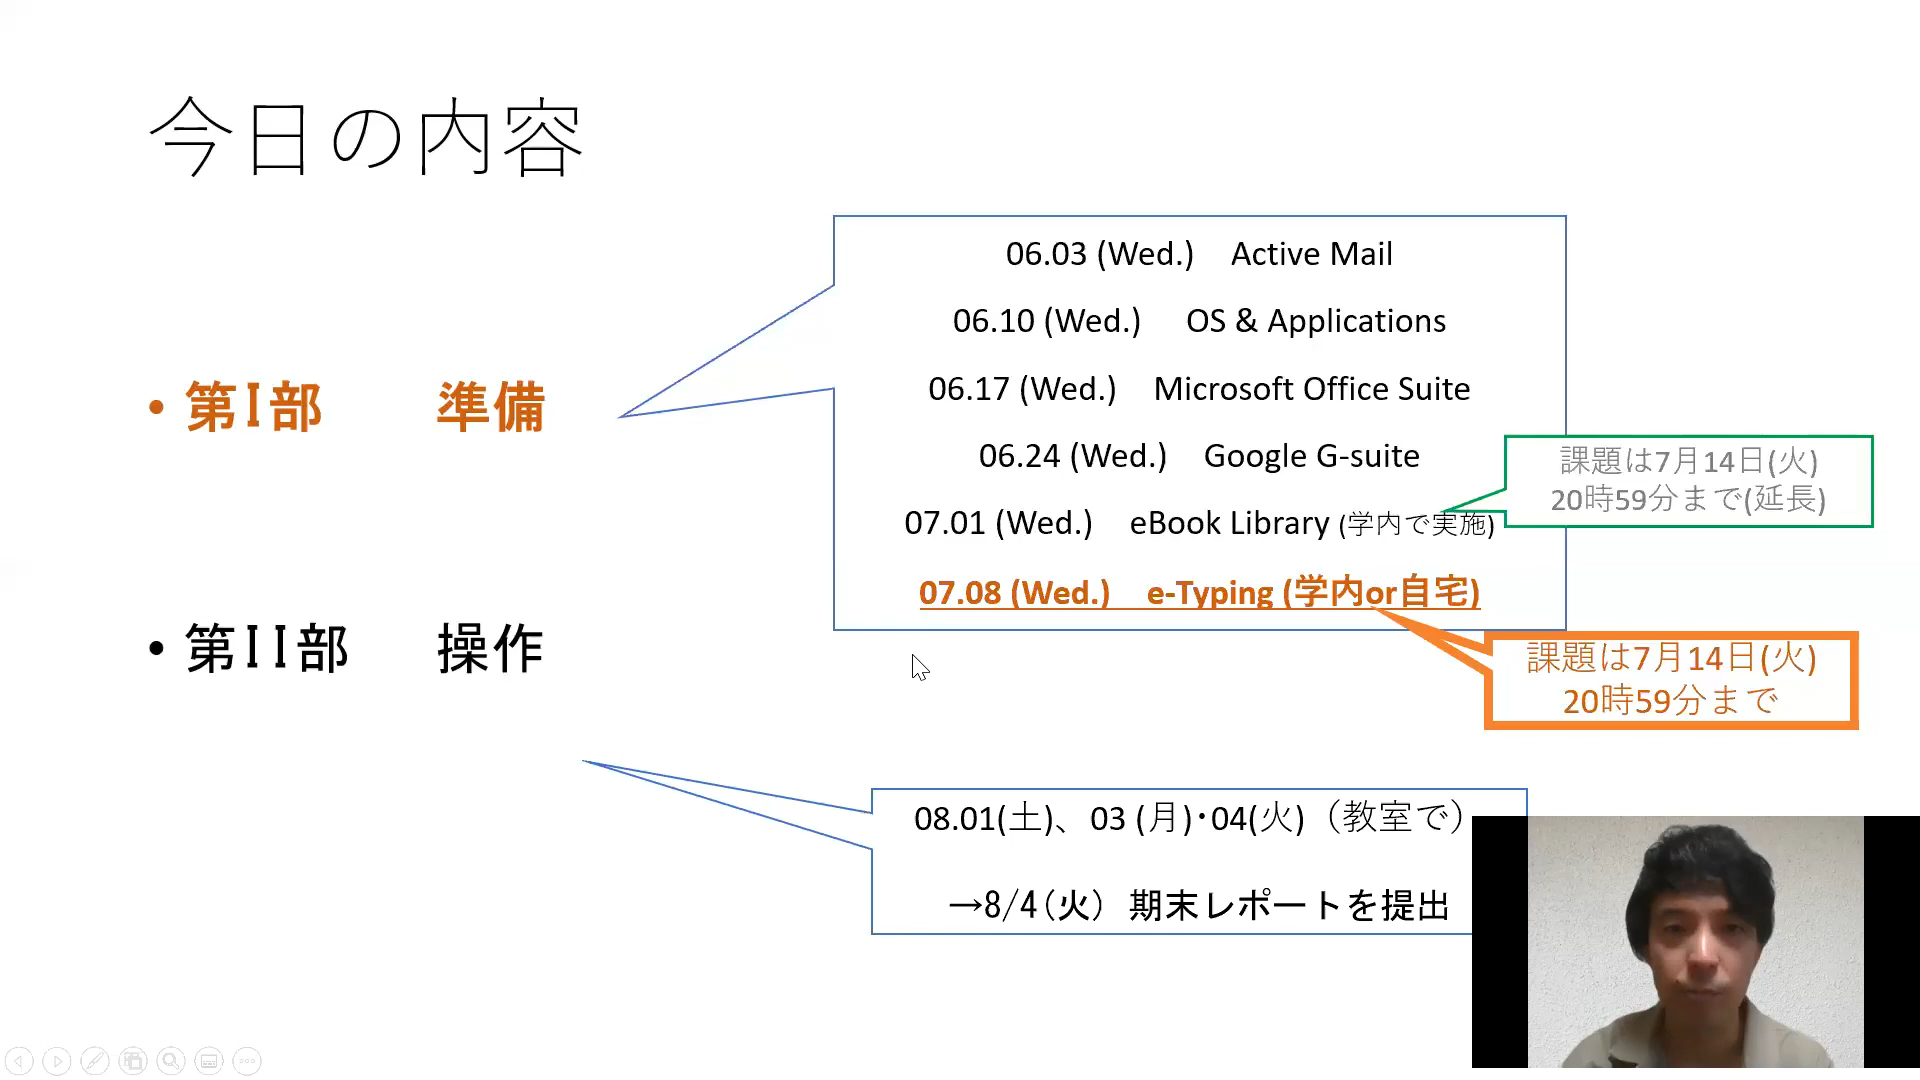 今日の内容
• 第I部 準備
06.03 (Wed.) Active Mail
06.10 (Wed.) OS & Applications
06.17 (Wed.) Microsoft Office Suite
06.24 (Wed.) Google G-suite
07.01 (Wed.) eBook Library (学内で実施)
07.08 (Wed.) e-Typing (学内or自宅)
課題は7月14日(火)
20時59分まで(延長)
課題は7月14日(火)
20時59分まで
• 第II部 操作
08.01(土)、03 (月)・04(火)（教室で）
→8/4(火) 期末レポートを提出